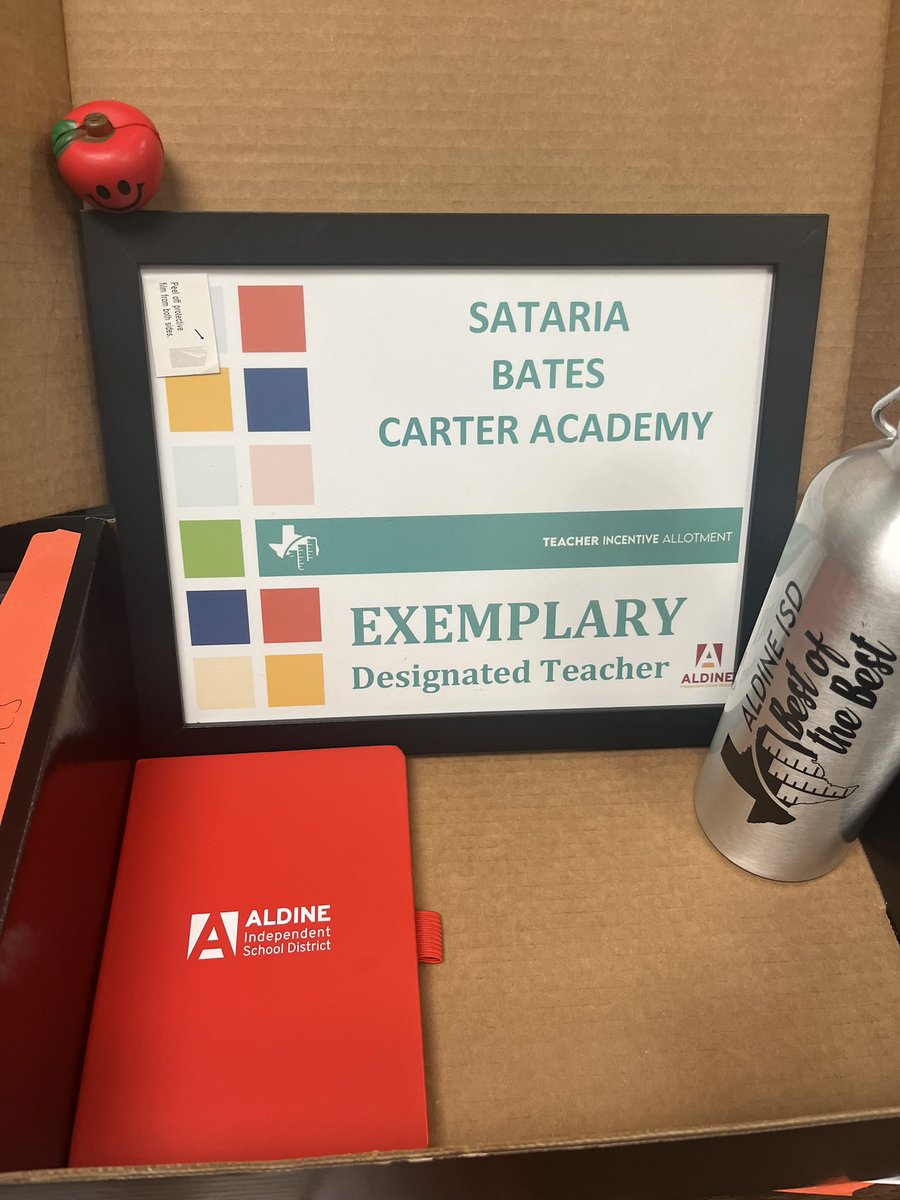 Peel off protective
film from both sides.
SATARIA
BATES
CARTER ACADEMY
TEACHER INCENTIVE ALLOTMENT
EXEMPLARY
Designated Teacher
ALDINE
ALDINE ISD
Best of
the Best
ALDINE
Independent
School District